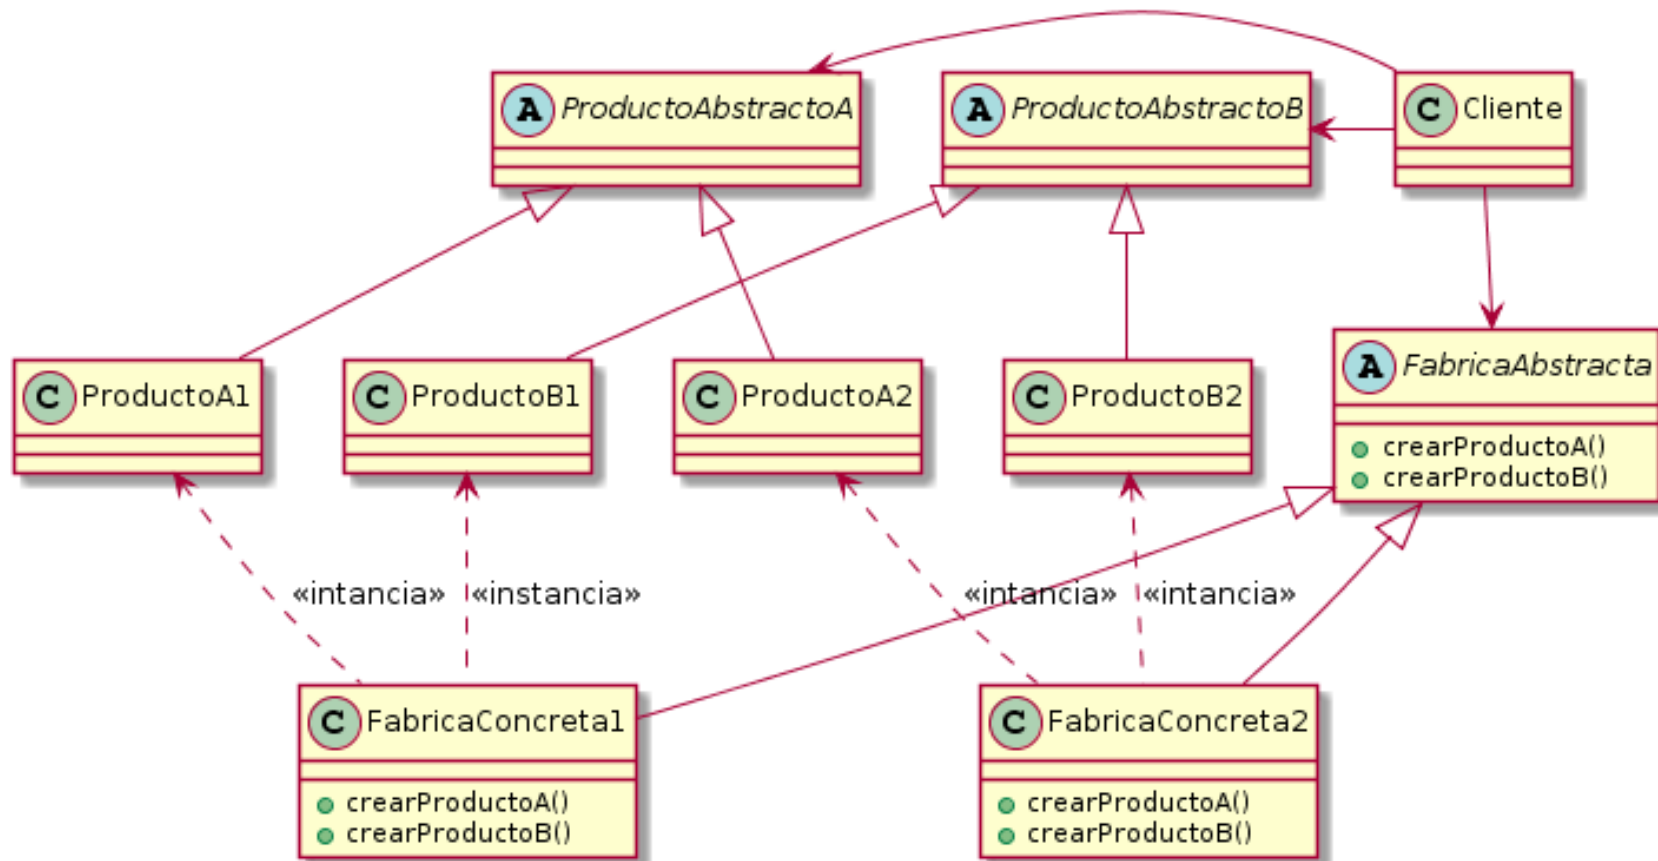 A ProductoAbstractoA
A ProductoAbstractoB
C Cliente
C ProductoA1
C ProductoB1
C ProductoA2
C ProductoB2
A FabricaAbstracta
crearProductoA()
crearProductoB()
«intancia»
«instancia»
«intancia»
«intancia»
C FabricaConcreta1
crearProductoA()
crearProductoB()
C FabricaConcreta2
crearProductoA()
crearProductoB()